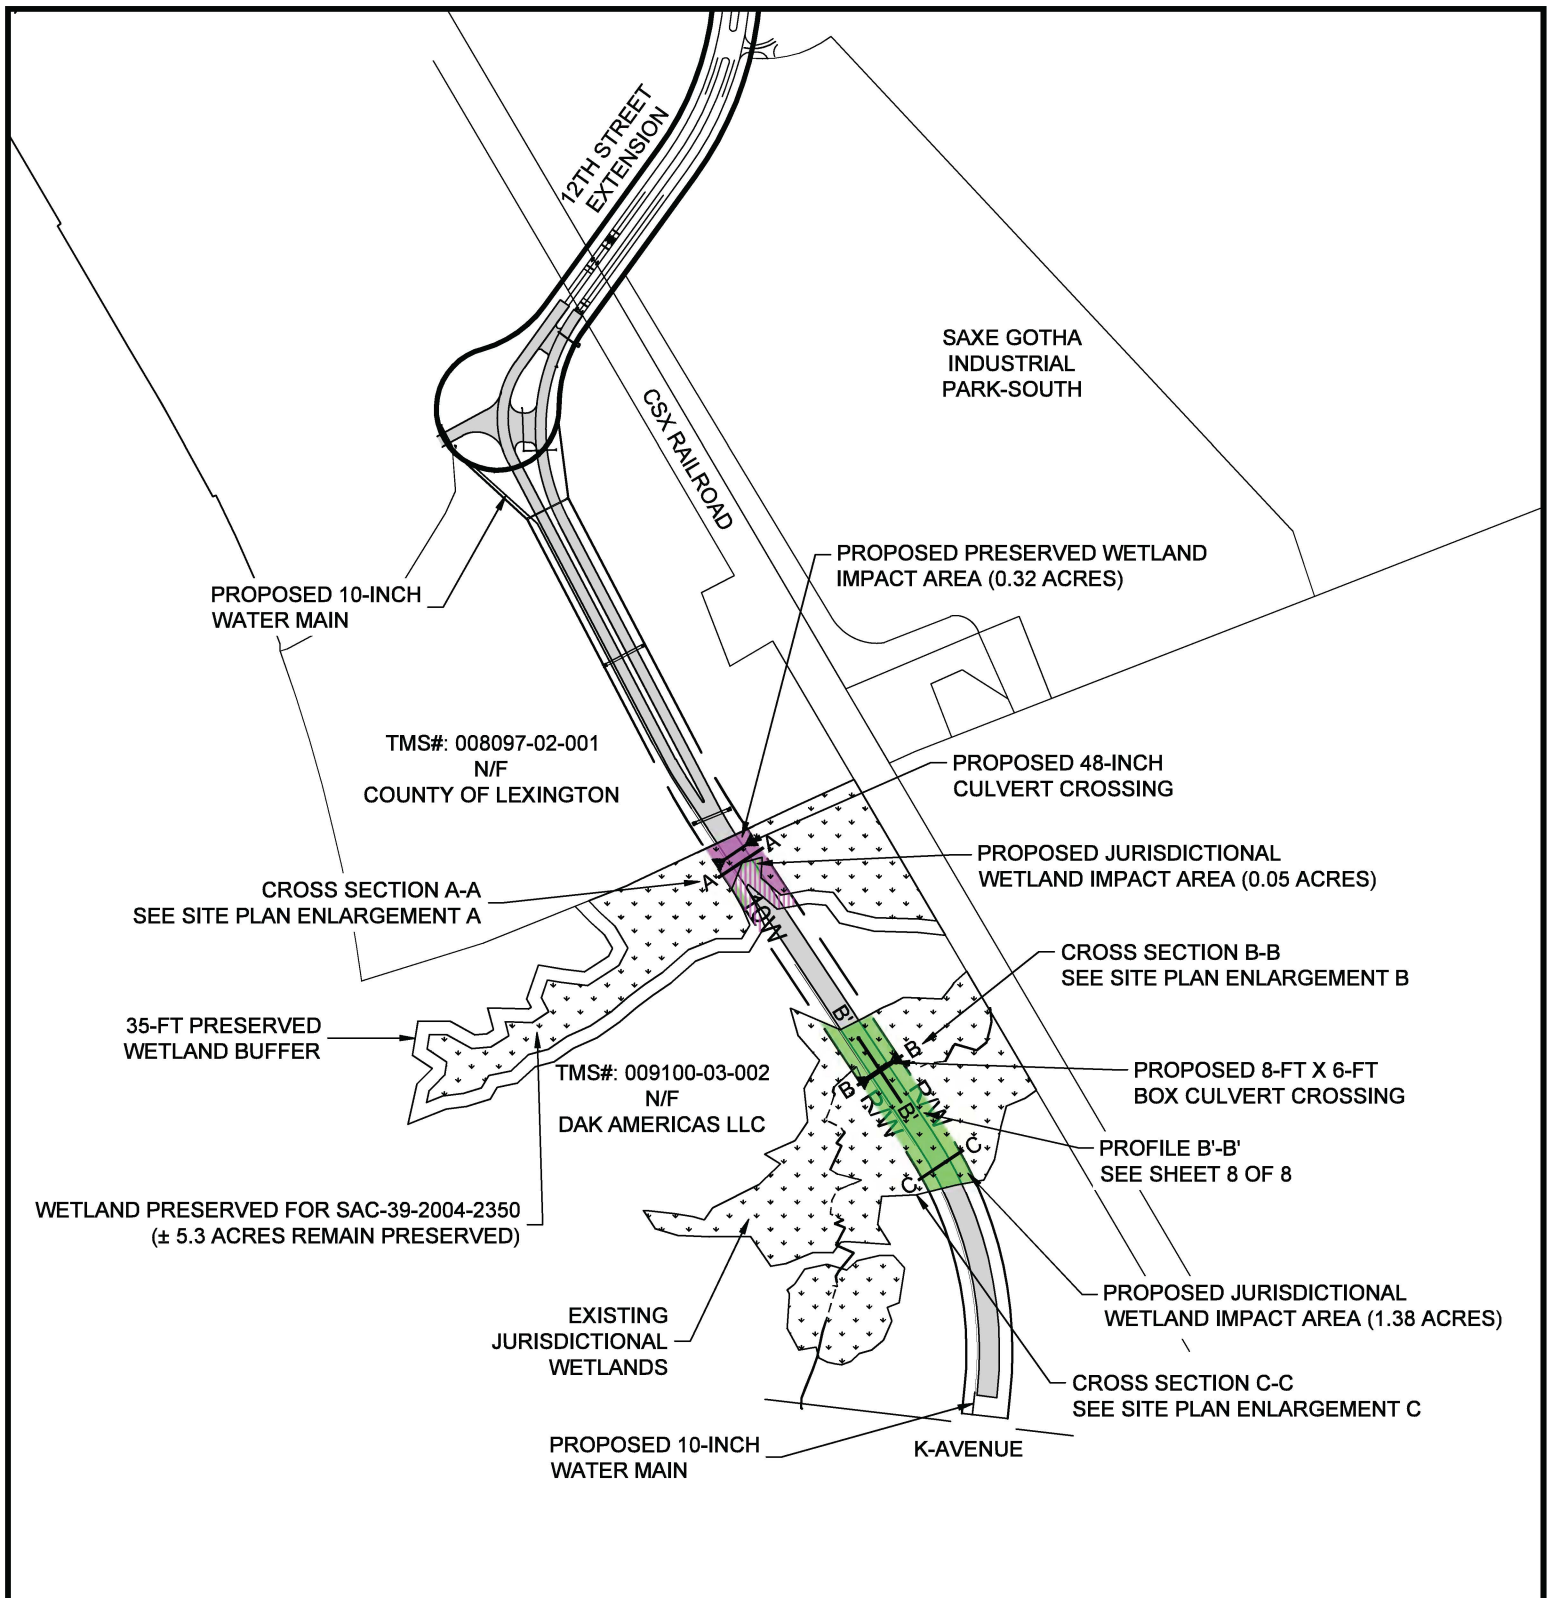 12TH STREET
EXTENSION
SAXE GOTHA
INDUSTRIAL
PARK-SOUTH
CSX RAILROAD
PROPOSED PRESERVED WETLAND
IMPACT AREA (0.32 ACRES)
PROPOSED 10-INCH
WATER MAIN
TMS#: 008097-02-001
N/F
COUNTY OF LEXINGTON
PROPOSED 48-INCH
CULVERT CROSSING
A
A
PROPOSED JURISDICTIONAL
WETLAND IMPACT AREA (0.05 ACRES)
CROSS SECTION A-A
SEE SITE PLAN ENLARGEMENT A
CROSS SECTION B-B
SEE SITE PLAN ENLARGEMENT B
35-FT PRESERVED
WETLAND BUFFER
B'
B
B
B'
R/W
R/W
TMS#: 009100-03-002
N/F
DAK AMERICAS LLC
PROPOSED 8-FT X 6-FT
BOX CULVERT CROSSING
PROFILE B'-B'
SEE SHEET 8 OF 8
C
C
WETLAND PRESERVED FOR SAC-39-2004-2350
(± 5.3 ACRES REMAIN PRESERVED)
PROPOSED JURISDICTIONAL
WETLAND IMPACT AREA (1.38 ACRES)
EXISTING
JURISDICTIONAL
WETLANDS
CROSS SECTION C-C
SEE SITE PLAN ENLARGEMENT C
PROPOSED 10-INCH
WATER MAIN
K-AVENUE